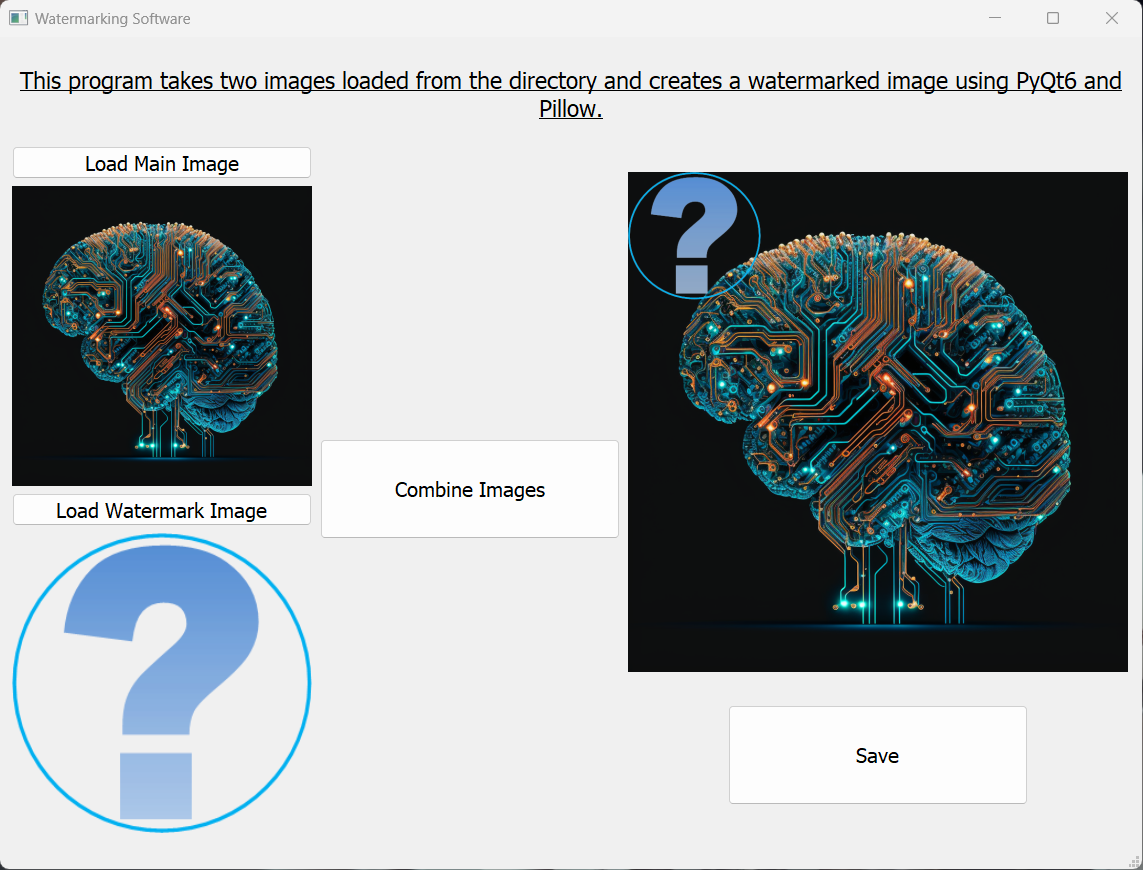 Watermarking Software
This program takes two images loaded from the directory and creates a watermarked image using PyQt6 and
Pillow.
Load Main Image
Load Watermark Image
?
Combine Images
?
Save